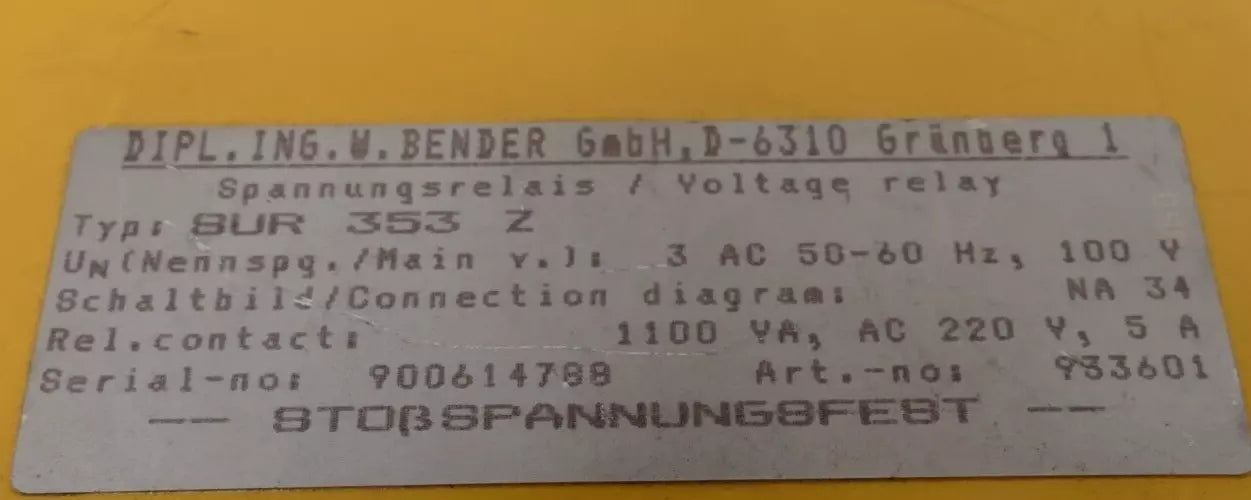 DIPL.ING.W.BENDER GmbH,D-6310 Grünberg 1
Spannungsrelais / Voltage relay
Typ: SUR 353 Z
UN(Nennspg./Main v.): 3 AC 50-60 Hz, 100 V
Schaltbild/Connection diagram: NA 34
Rel.contact: 1100 VA, AC 220 V, 5 A
Serial-no: 900614788 Art.-no: 933601
-- STOßSPANNUNGSFEST --